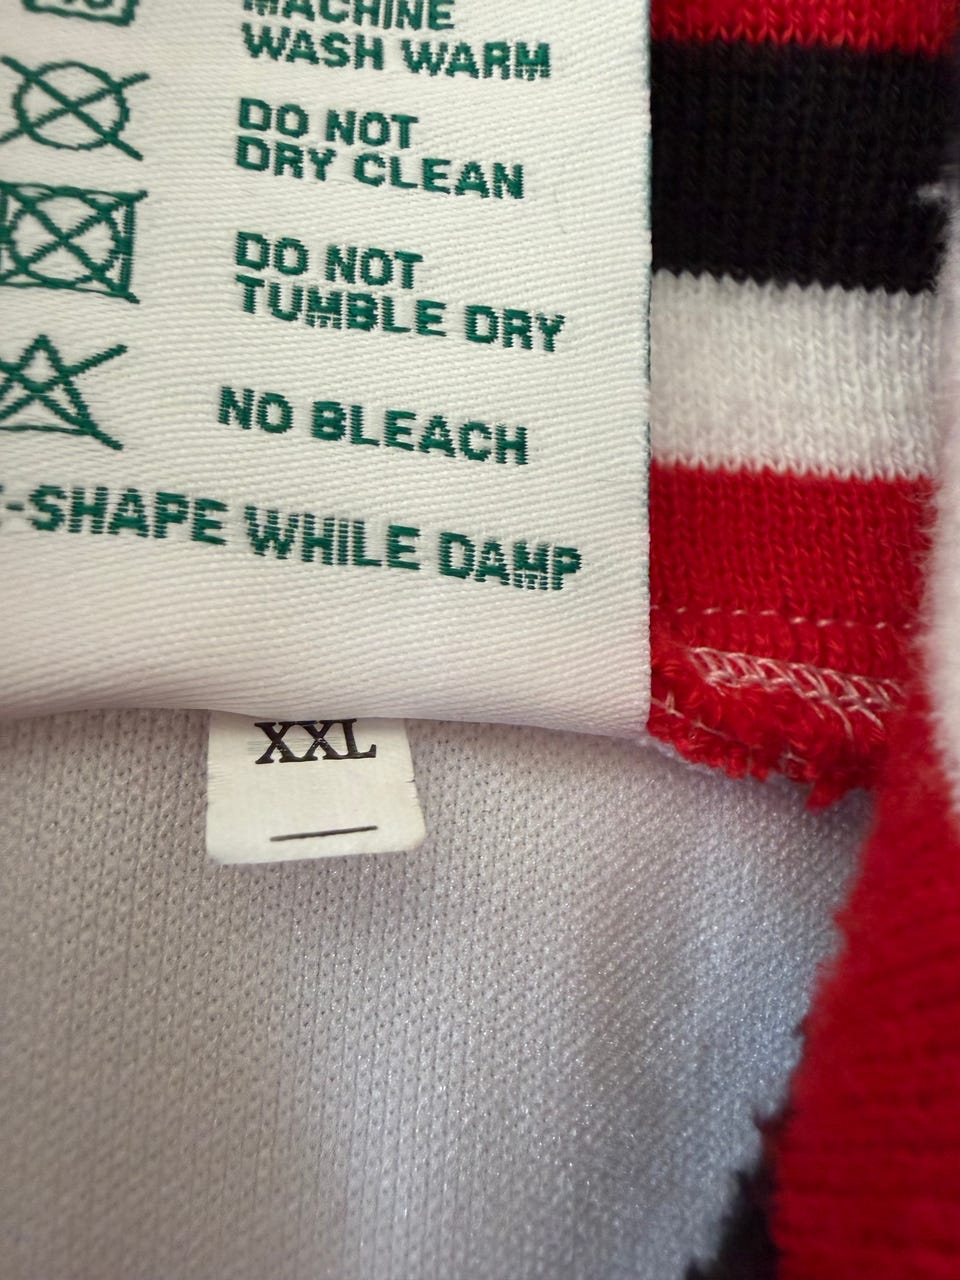 MACHINE
WASH WARM
DO NOT
DRY CLEAN
DO NOT
TUMBLE DRY
NO BLEACH
-SHAPE WHILE DAMP
XXL